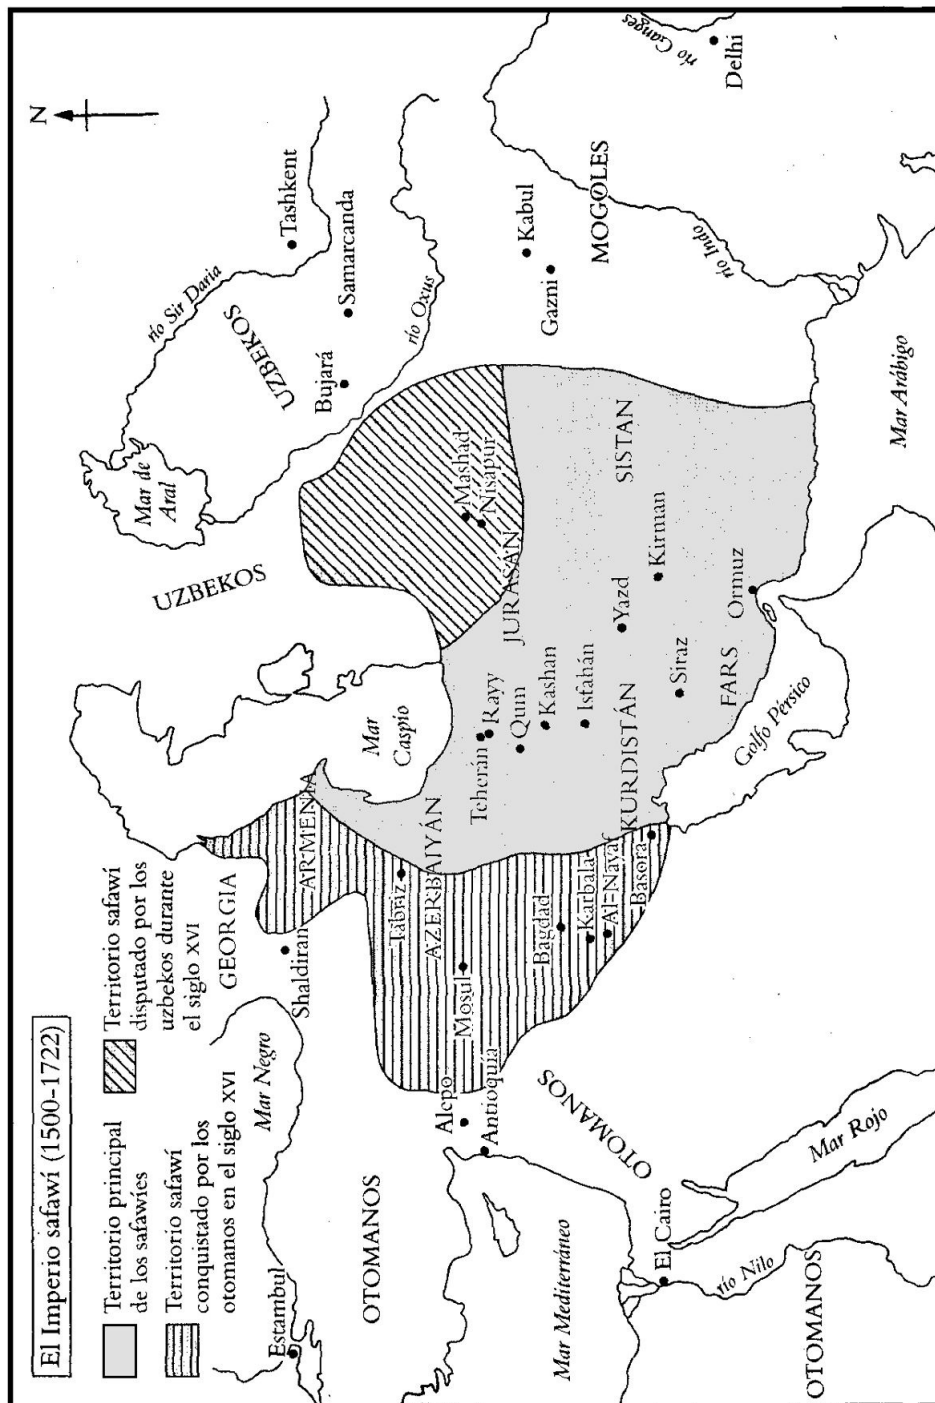 El Imperio safawí (1500-1722)
Territorio principal
de los safawíes
Territorio safawí
conquistado por los
otomanos en el siglo XVI
Territorio safawí
disputado por los
uzbekos durante
el siglo XVI
N
Mar de
Aral
río Sir Daria
Tashkent
UZBEKOS
Samarcanda
Bujará
río Oxus
UZBEKOS
GEORGIA
Mar Negro
Shaldiran
ARMENIA
Mar
Caspio
Estambul
OTOMANOS
Tabriz
AZERBAIYÁN
Mosul
Alepo
Antioquía
Teherán
Rayy
Qum
Kashan
Isfahán
JURASÁN
Mashad
Nisapur
Kabul
Gazni
MOGOLES
río Ganges
Delhi
río Indo
Bagdad
Karbala
Al-Nayaf
Basora
KURDISTÁN
Yazd
Kirman
SISTAN
Siraz
FARS
Ormuz
Golfo Pérsico
Mar Arábigo
OTOMANOS
Mar Mediterráneo
El Cairo
río Nilo
Mar Rojo
OTOMANOS